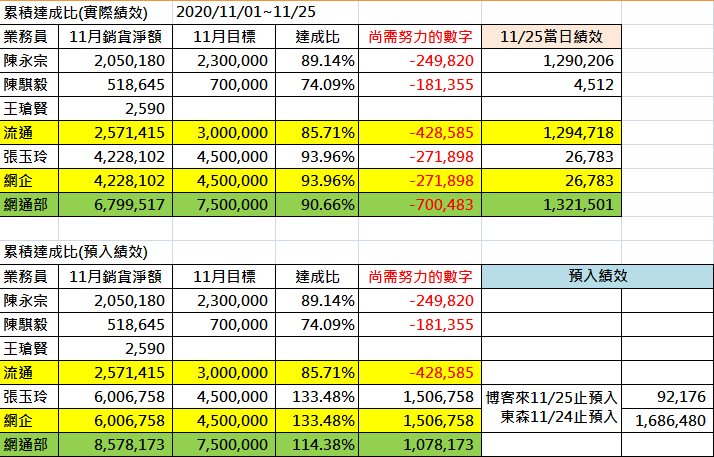 累積達成比(實際績效) 2020/11/01~11/25
業務員 11月銷貨淨額 11月目標 達成比 尚需努力的數字 11/25當日績效
陳永宗 2,050,180 2,300,000 89.14% -249,820 1,290,206
陳騏毅 518,645 700,000 74.09% -181,355 4,512
王瑲賢 2,590
流通 2,571,415 3,000,000 85.71% -428,585 1,294,718
張玉玲 4,228,102 4,500,000 93.96% -271,898 26,783
網企 4,228,102 4,500,000 93.96% -271,898 26,783
網通部 6,799,517 7,500,000 90.66% -700,483 1,321,501
累積達成比(預入績效)
業務員 11月銷貨淨額 11月目標 達成比 尚需努力的數字 預入績效
陳永宗 2,050,180 2,300,000 89.14% -249,820
陳騏毅 518,645 700,000 74.09% -181,355
王瑲賢 2,590
流通 2,571,415 3,000,000 85.71% -428,585
張玉玲 6,006,758 4,500,000 133.48% 1,506,758 博客來11/25止預入 92,176
網企 6,006,758 4,500,000 133.48% 1,506,758 東森11/24止預入 1,686,480
網通部 8,578,173 7,500,000 114.38% 1,078,173